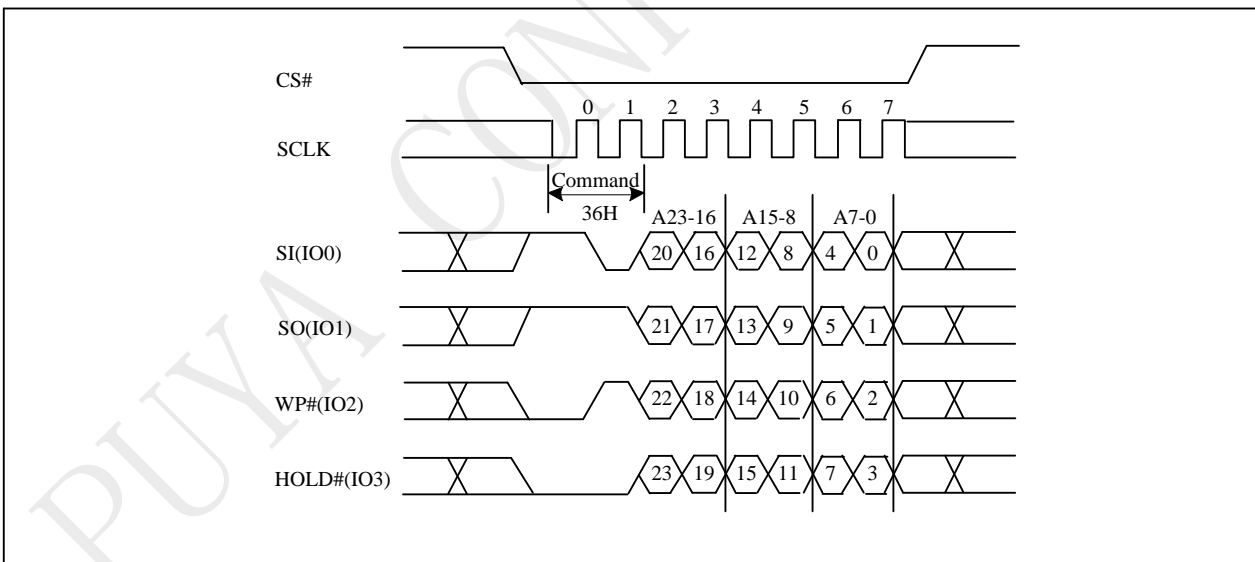 CS#
0 1 2 3 4 5 6 7
SCLK
Command
36H
A23-16 A15-8 A7-0
SI(IO0) 20 16 12 8 4 0
SO(IO1) 21 17 13 9 5 1
WP#(IO2) 22 18 14 10 6 2
HOLD#(IO3) 23 19 15 11 7 3
PUYA